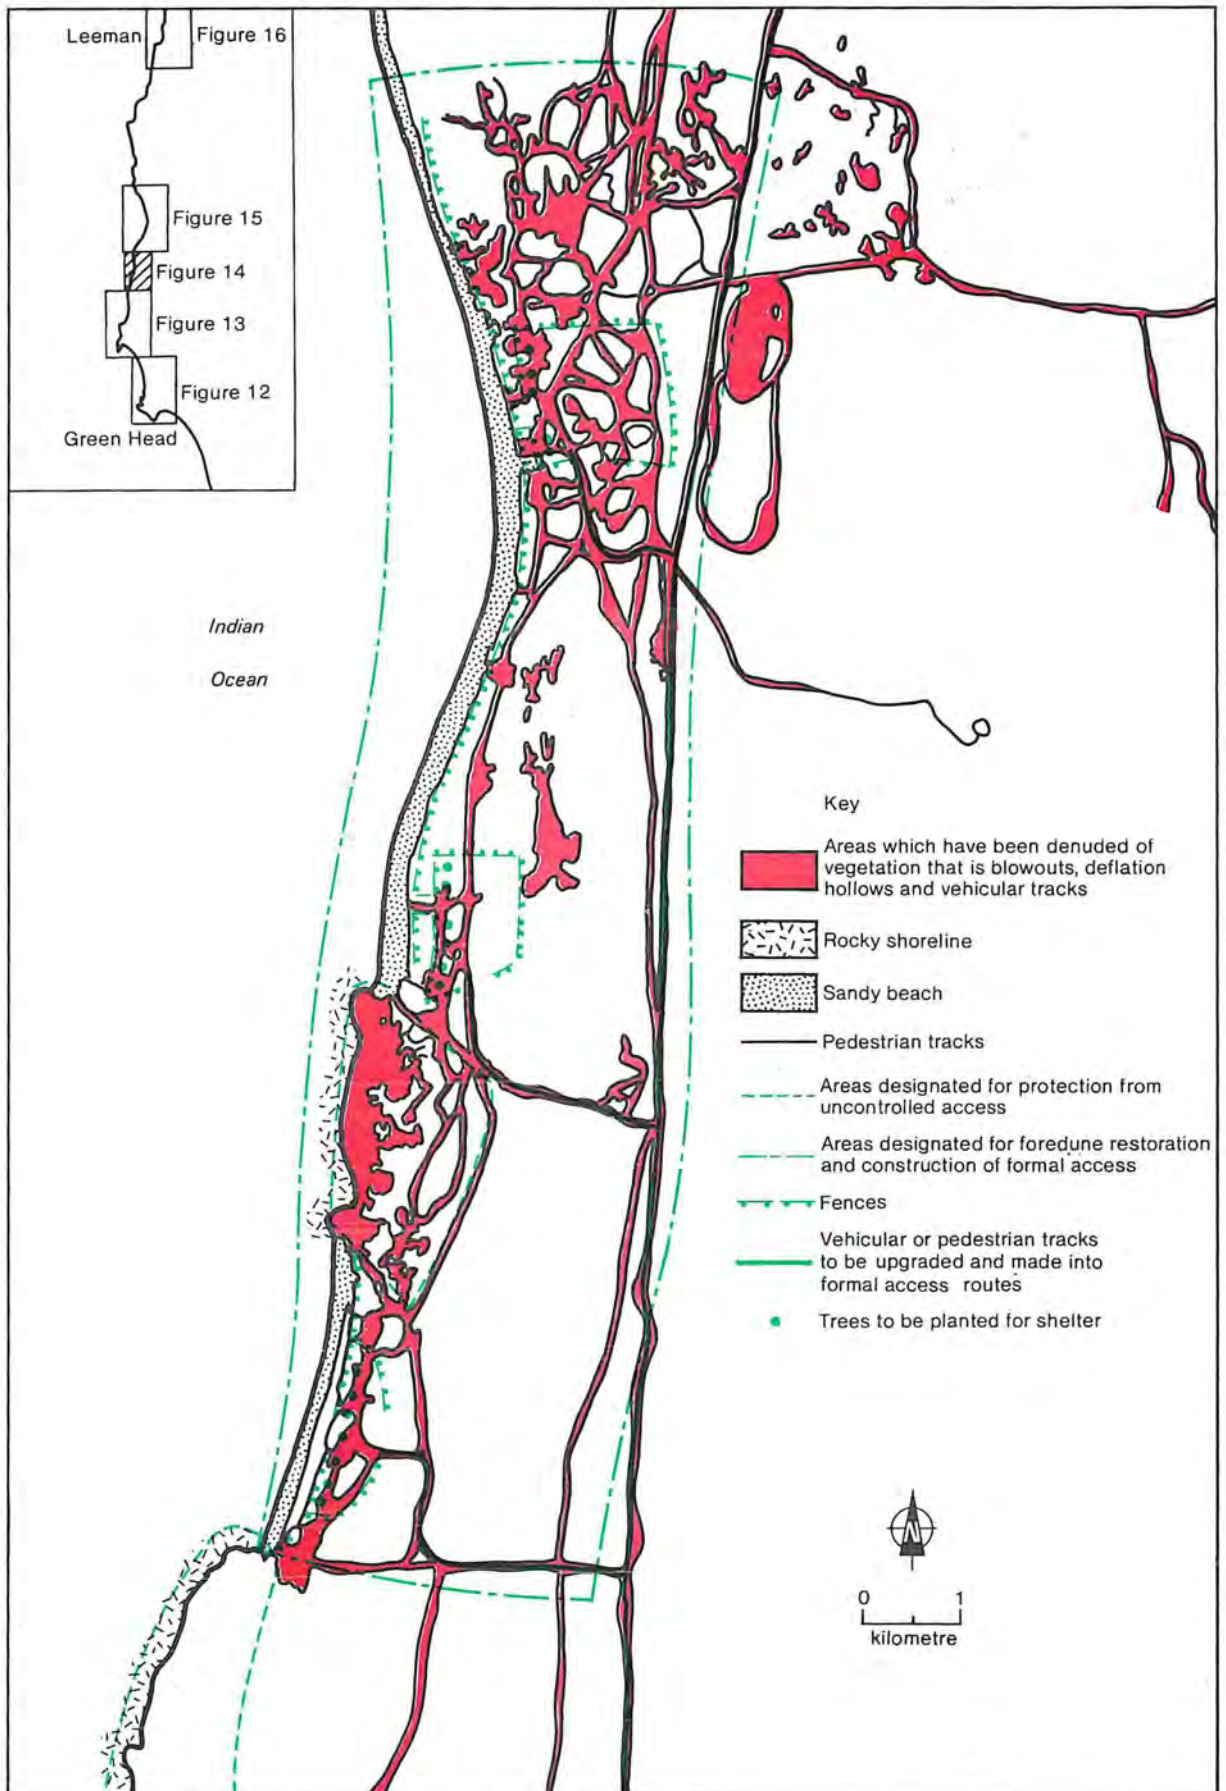 Leeman
Figure 16
Figure 15
Figure 14
Figure 13
Figure 12
Green Head
Indian
Ocean
Key
Areas which have been denuded of
vegetation that is blowouts, deflation
hollows and vehicular tracks
Rocky shoreline
Sandy beach
Pedestrian tracks
Areas designated for protection from
uncontrolled access
Areas designated for foredune restoration
and construction of formal access
Fences
Vehicular or pedestrian tracks
to be upgraded and made into
formal access routes
Trees to be planted for shelter
N
0 1
kilometre